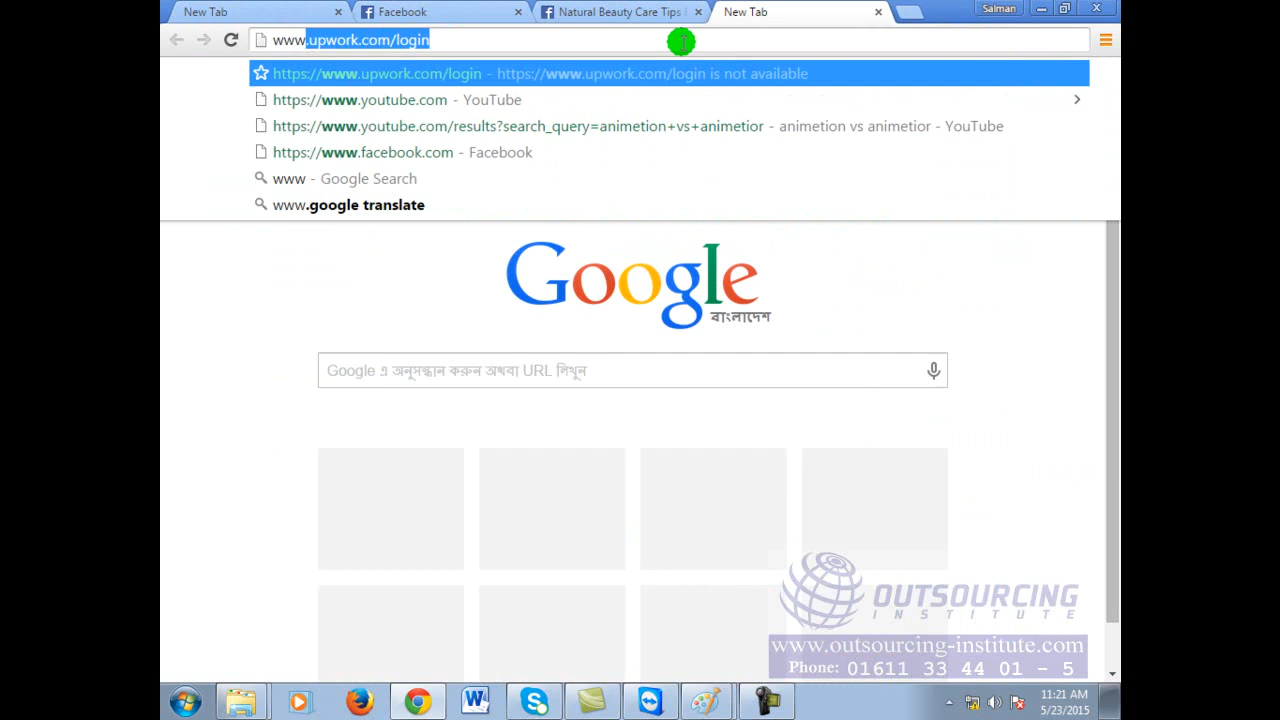 New Tab
Facebook
Natural Beauty Care Tips
New Tab
Salman
www.upwork.com/login
https://www.upwork.com/login - https://www.upwork.com/login is not available
https://www.youtube.com - YouTube
https://www.youtube.com/results?search_query=animetion+vs+animetior - animetion vs animetior - YouTube
https://www.facebook.com - Facebook
www - Google Search
www.google translate
Google
বাংলাদেশ
Google এ অনুসন্ধান করুন অথবা URL লিখুন
OUTSOURCING
INSTITUTE
www.outsourcing-institute.com
Phone: 01611 33 44 01 - 5
11:21 AM
5/23/2015